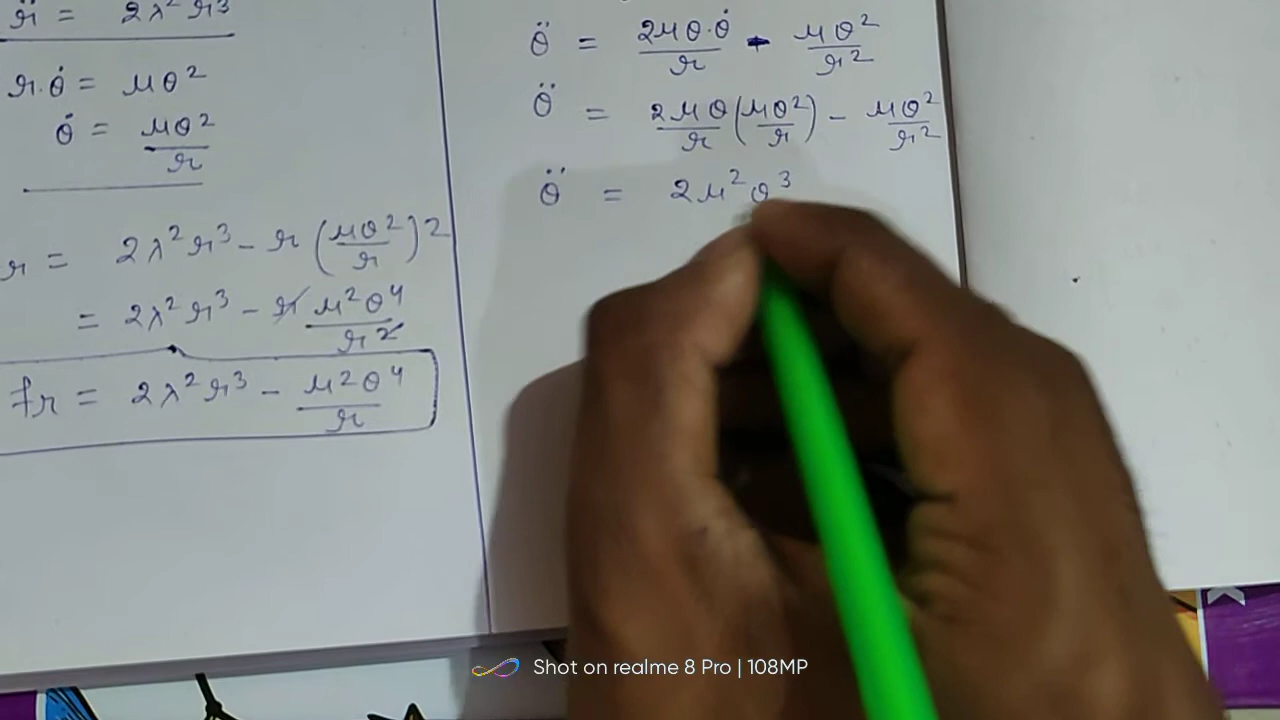 r̈ = 2λ²r³
r.θ̇ = μθ²
θ̇ = μθ²/r
r = 2λ²r³ - r (μθ²/r)²
= 2λ²r³ - r μ²θ⁴/r²
fr = 2λ²r³ - μ²θ⁴/r
θ̈ = 2μθ.θ̇/r - μθ²/r²
θ̈ = 2μθ/r (μθ²/r) - μθ²/r²
θ̈ = 2μ²θ³
Shot on realme 8 Pro | 108MP